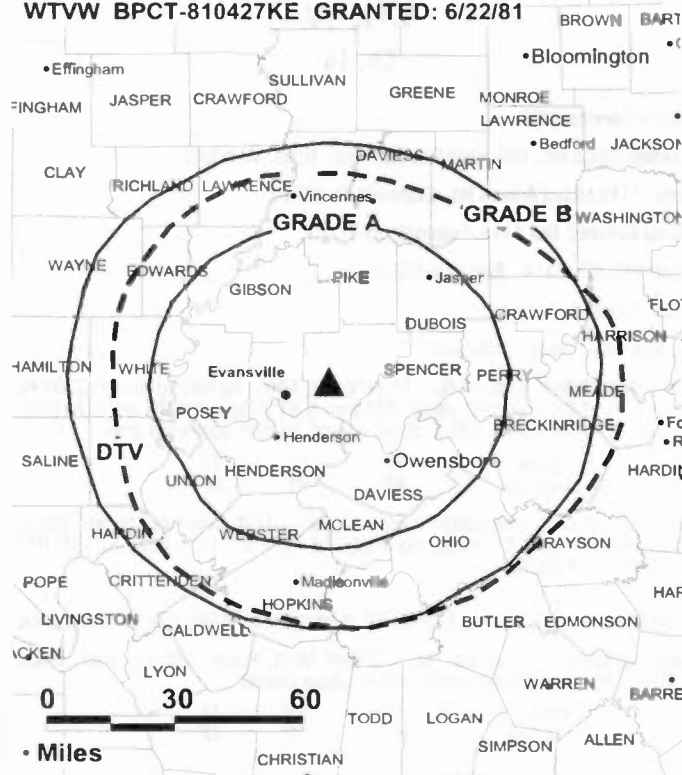 WTVW BPCT-810427KE GRANTED: 6/22/81
BROWN
Bloomington
Effingham
SULLIVAN
GREENE
MONROE
JASPER
CRAWFORD
LAWRENCE
Bedford
JACKSON
CLAY
DAVIESS
MARTIN
RICHLAND
LAWRENCE
Vincennes
GRADE A
GRADE B
WASHINGTON
WAYNE
EDWARDS
GIBSON
PIKE
Jasper
DUBOIS
CRAWFORD
HARRISON
HAMILTON
WHITE
Evansville
SPENCER
PERRY
MEADE
POSEY
BRECKINRIDGE
Henderson
DTV
SALINE
UNION
HENDERSON
Owensboro
DAVIESS
HARDIN
WEBSTER
MCLEAN
OHIO
GRAYSON
POPE
CRITTENDEN
Madisonville
HOPKINS
LIVINGSTON
CALDWELL
BUTLER
EDMONSON
LYON
WARREN
0 30 60
TODD
LOGAN
Miles
SIMPSON
ALLEN
CHRISTIAN